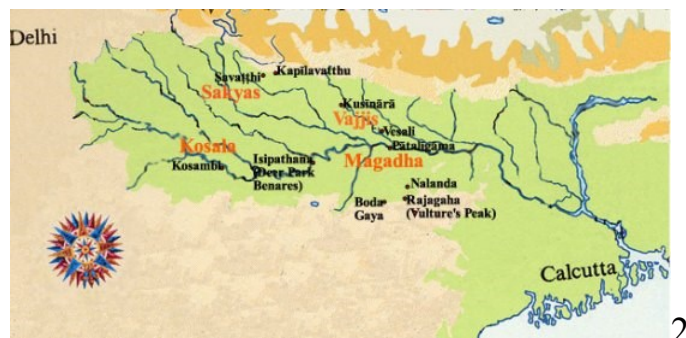 Delhi
Savatthi
Kapilavatthu
Sakyas
Kusinārā
Vajjis
Vesali
Kosala
Pātaligāma
Magadha
Kosambi
Isipathana
(Deer Park
Benares)
Nalanda
Boda
Gaya
Rajagaha
(Vulture's Peak)
Calcutta
2